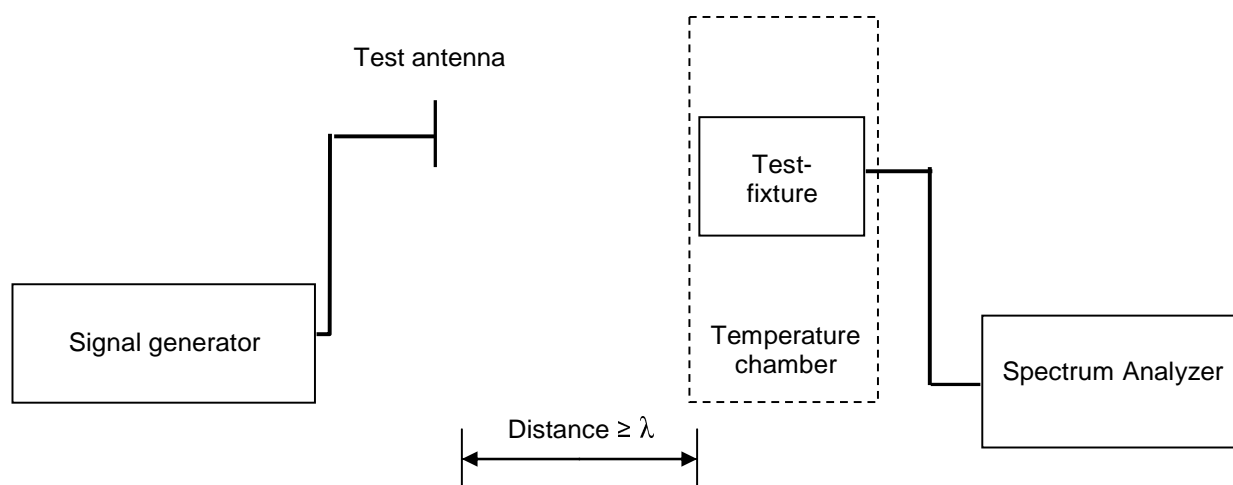 Test antenna
Test-
fixture
Signal generator
Temperature
chamber
Spectrum Analyzer
Distance ≥ λ